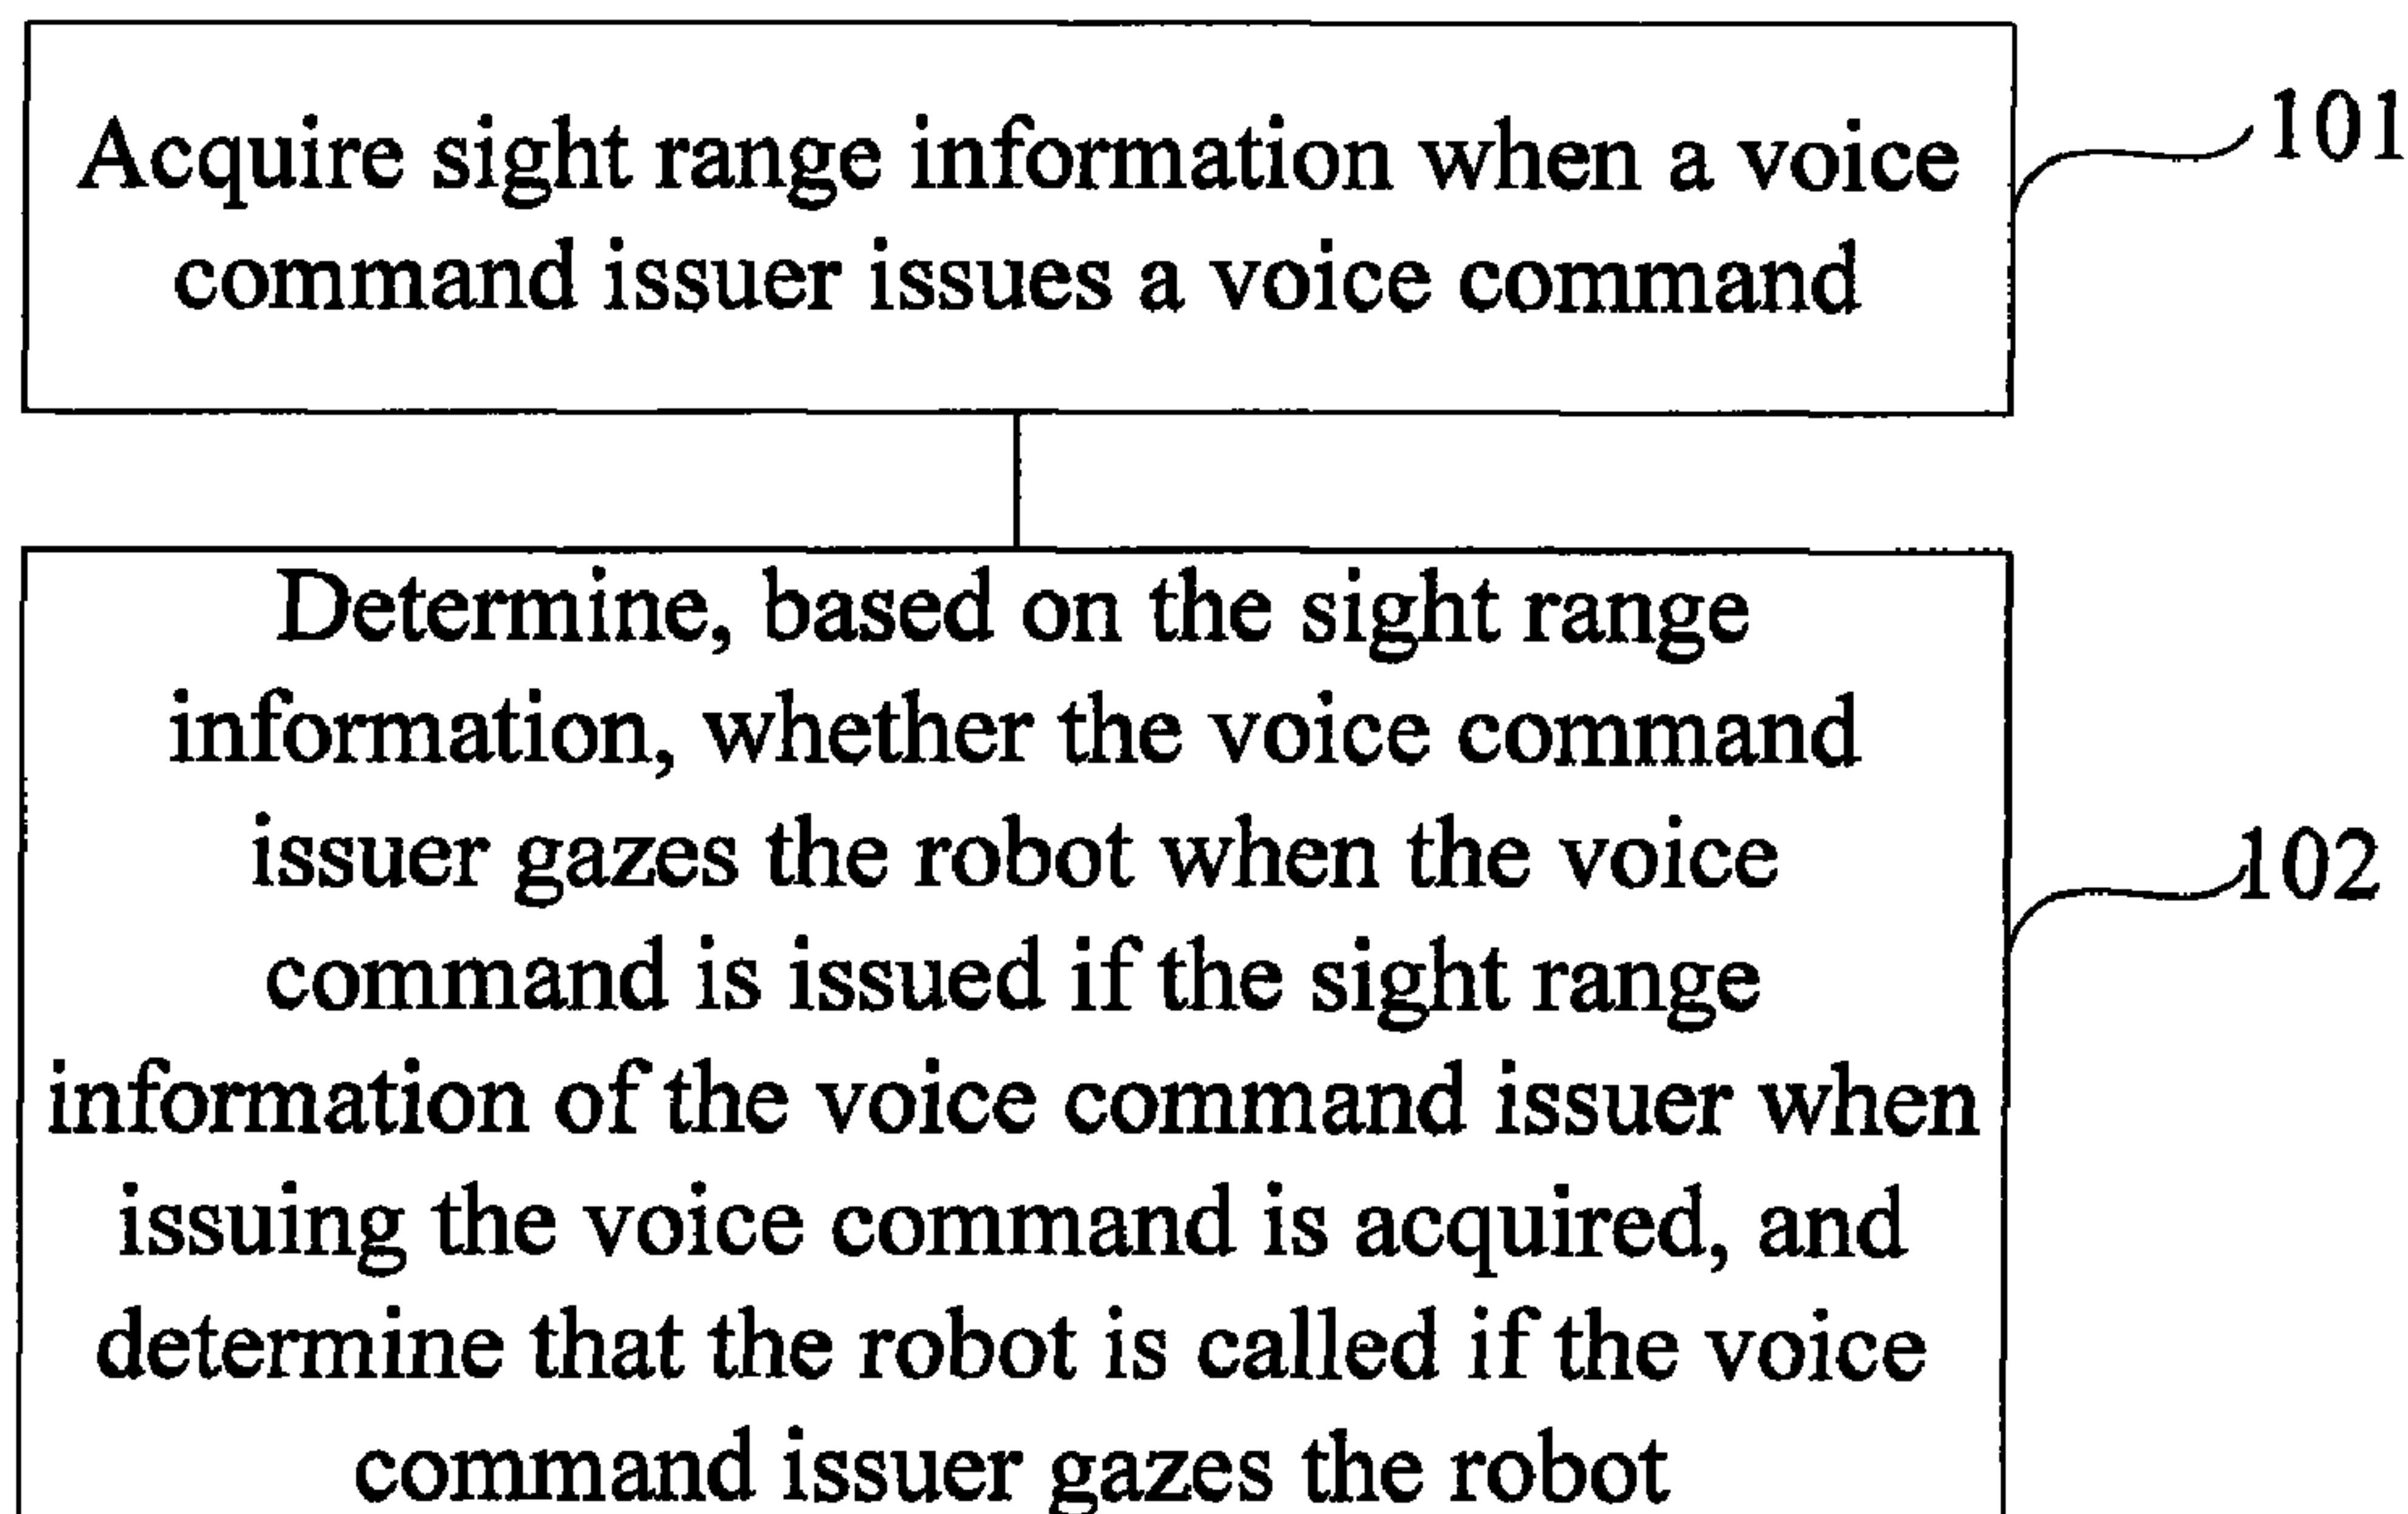 Acquire sight range information when a voice
command issuer issues a voice command
101
Determine, based on the sight range
information, whether the voice command
issuer gazes the robot when the voice
command is issued if the sight range
information of the voice command issuer when
issuing the voice command is acquired, and
determine that the robot is called if the voice
command issuer gazes the robot
102